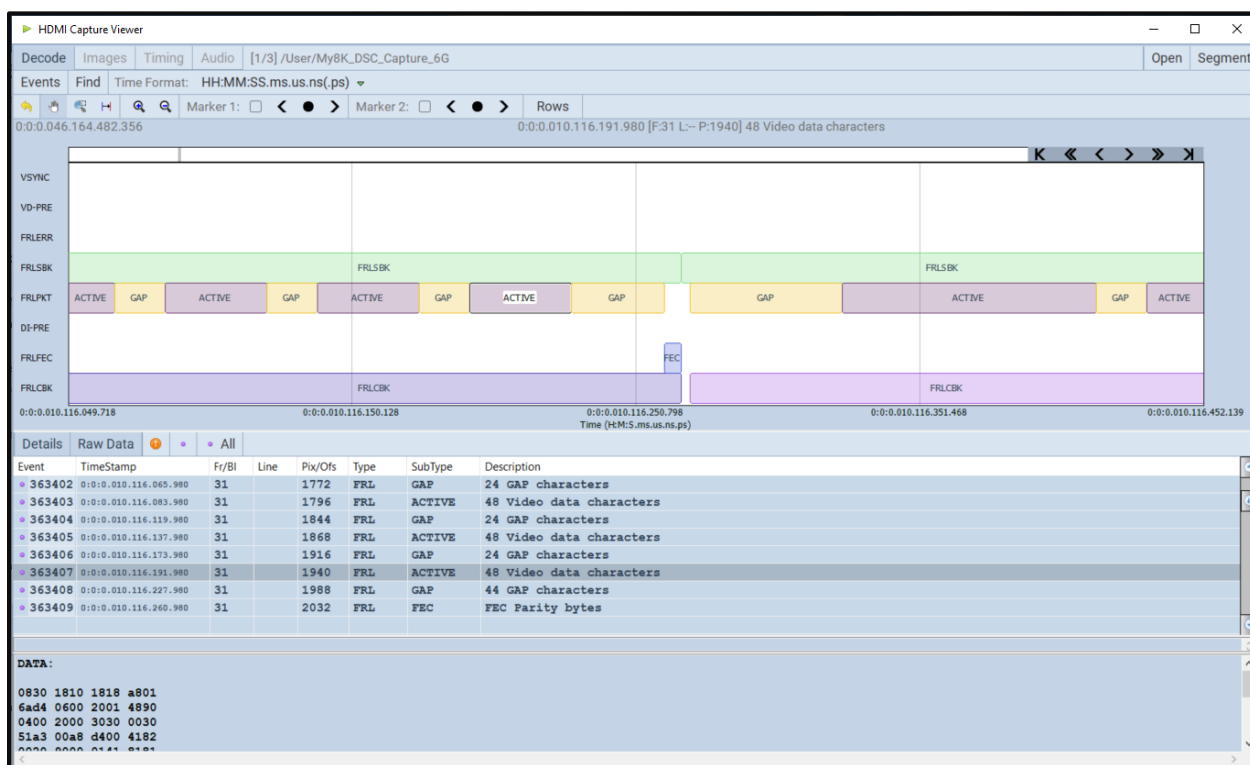 HDMI Capture Viewer
Decode Images Timing Audio [1/3] /User/My8K_DSC_Capture_6G Open Segment
Events Find Time Format: HH:MM:SS.ms.us.ns(.ps)
Marker 1: Marker 2: Rows
0:0:0.046.164.482.356 0:0:0.010.116.191.980 [F:31 L:-- P:1940] 48 Video data characters
VSYNC
VD-PRE
FRLERR
FRLSBK FRLSBK FRLSBK
FRLPKT ACTIVE GAP ACTIVE GAP ACTIVE GAP ACTIVE GAP GAP ACTIVE GAP ACTIVE
DI-PRE
FRLFEC FEC
FRLCBK FRLCBK FRLCBK
0:0:0.010.116.049.718 0:0:0.010.116.150.128 0:0:0.010.116.250.798 0:0:0.010.116.351.468 0:0:0.010.116.452.139
Time (H:M:S.ms.us.ns.ps)
Details Raw Data All
Event TimeStamp Fr/Bl Line Pix/Ofs Type SubType Description
363402 0:0:0.010.116.065.980 31 1772 FRL GAP 24 GAP characters
363403 0:0:0.010.116.083.980 31 1796 FRL ACTIVE 48 Video data characters
363404 0:0:0.010.116.119.980 31 1844 FRL GAP 24 GAP characters
363405 0:0:0.010.116.137.980 31 1868 FRL ACTIVE 48 Video data characters
363406 0:0:0.010.116.173.980 31 1916 FRL GAP 24 GAP characters
363407 0:0:0.010.116.191.980 31 1940 FRL ACTIVE 48 Video data characters
363408 0:0:0.010.116.227.980 31 1988 FRL GAP 44 GAP characters
363409 0:0:0.010.116.260.980 31 2032 FRL FEC FEC Parity bytes
DATA:
0830 1810 1818 a801
6ad4 0600 2001 4890
0400 2000 3030 0030
51a3 00a8 d400 4182